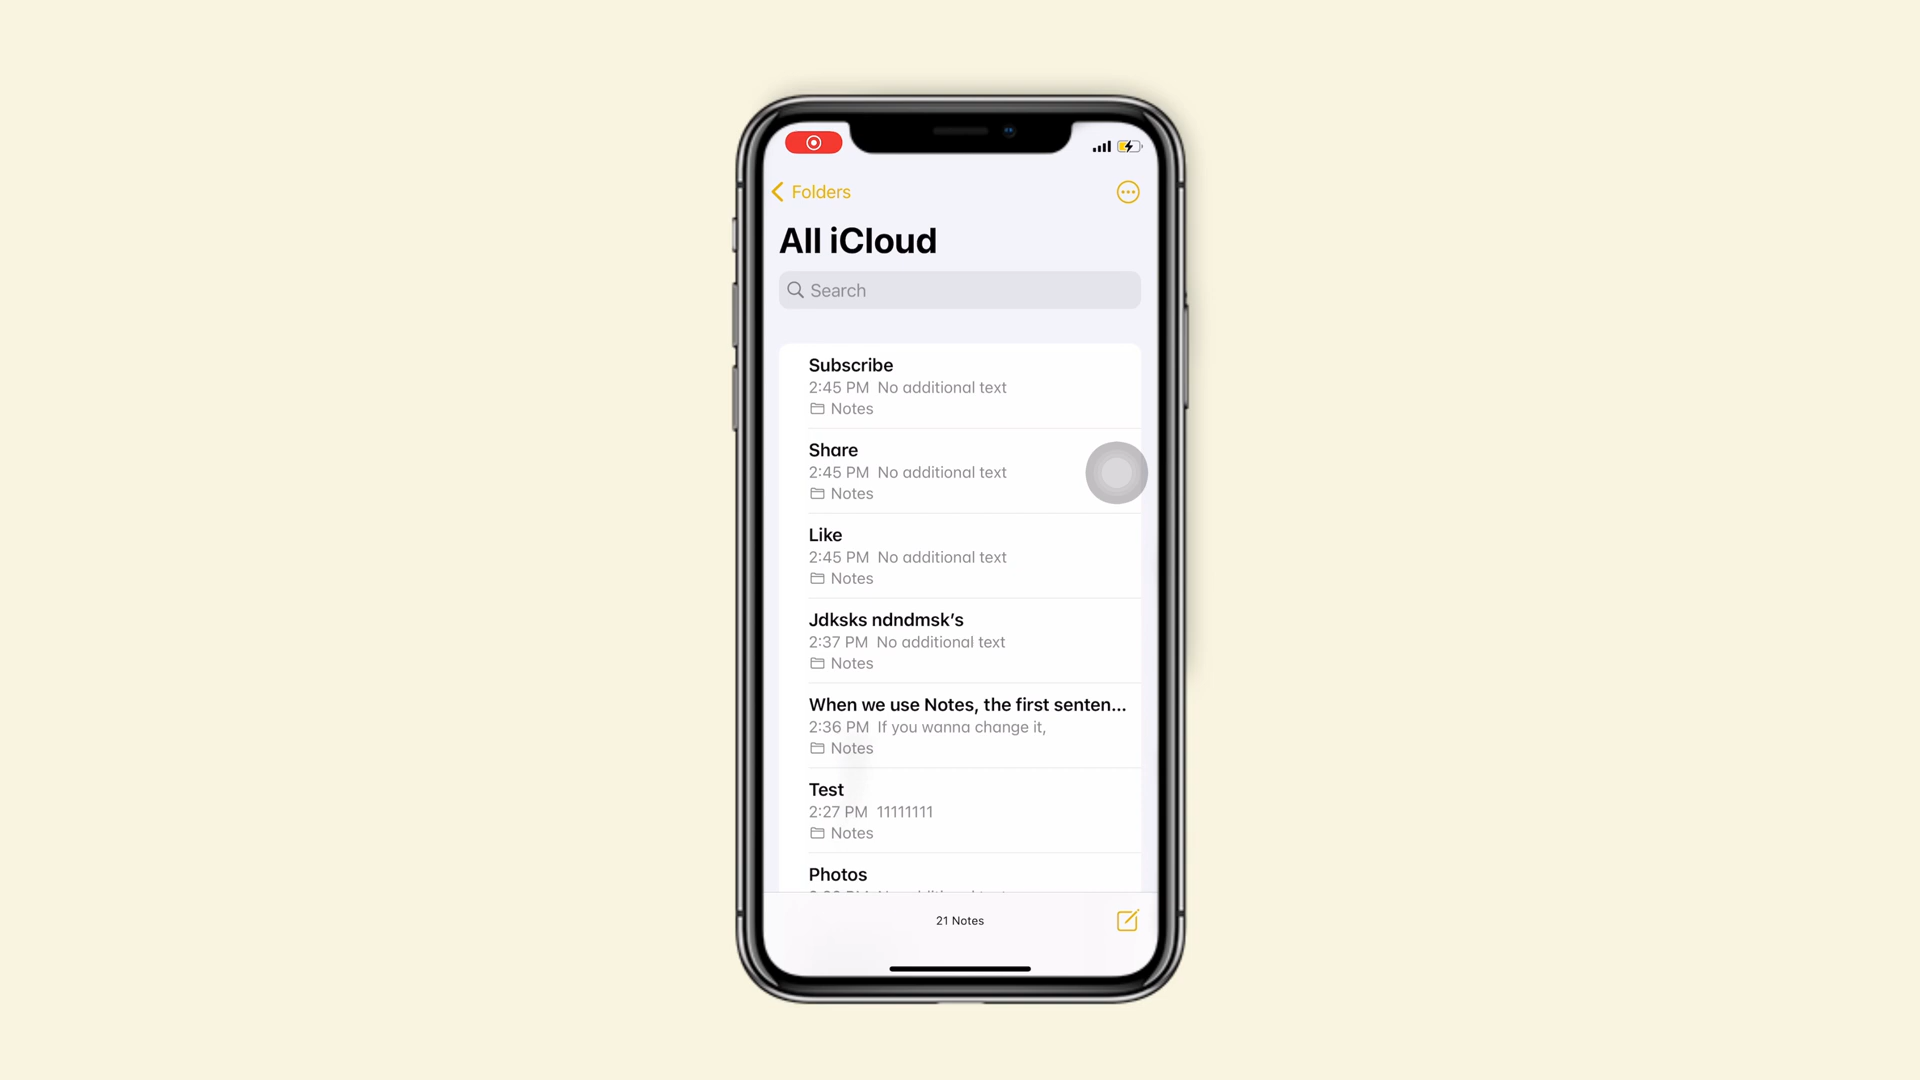 Folders
All iCloud
Search
Subscribe
2:45 PM No additional text
Notes
Share
2:45 PM No additional text
Notes
Like
2:45 PM No additional text
Notes
Jdksks ndndmsk’s
2:37 PM No additional text
Notes
When we use Notes, the first senten...
2:36 PM If you wanna change it,
Notes
Test
2:27 PM 11111111
Notes
Photos
21 Notes